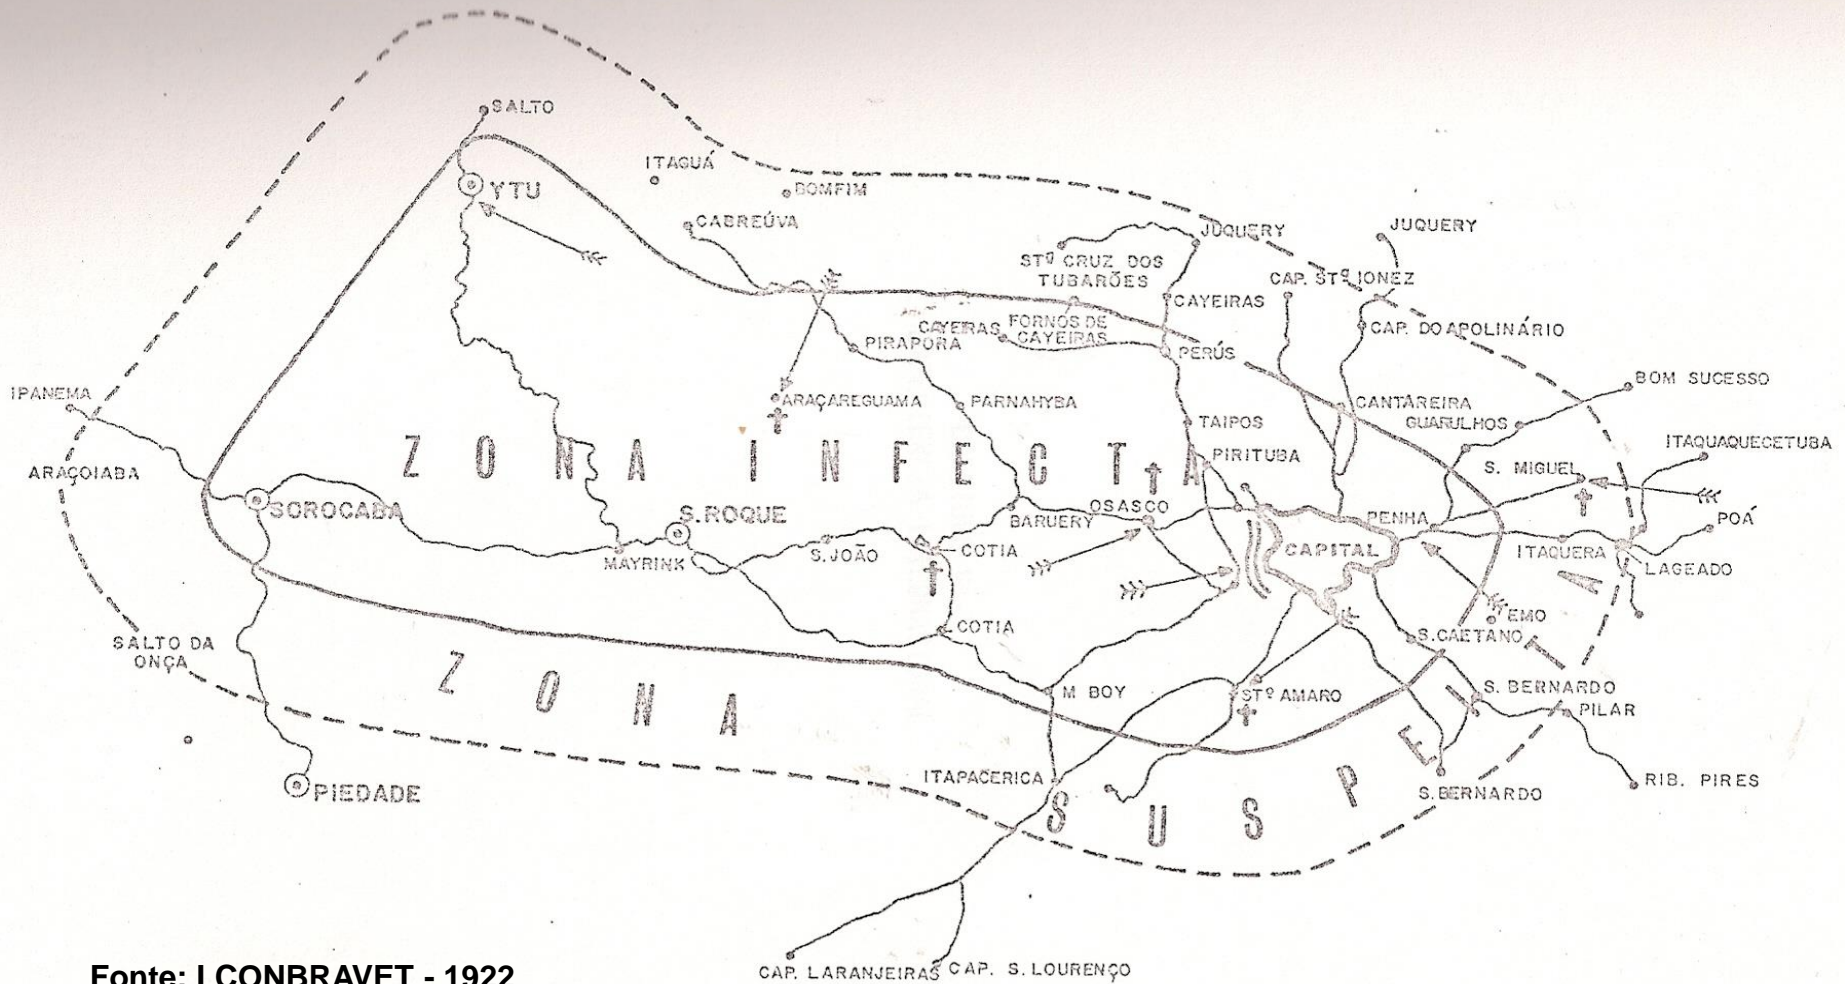 SALTO
ITAGUÁ
YTU
BOMFIM
CABREÚVA
JUQUERY
JUQUERY
STª CRUZ DOS
TUBARÕES
CAP. STª IONEZ
CAYEIRAS
CAYEIRAS
FORNOS DE
CAYEIRAS
CAP. DO APOLINÁRIO
PIRAPORA
PERÚS
BOM SUCESSO
IPANEMA
ARAÇAREGUAMA
PARNAHYBA
CANTAREIRA
TAIPOS
GUARULHOS
ITAQUAQUECETUBA
ZONA INFECTA
PIRITUBA
S. MIGUEL
ARAÇOIABA
SOROCABA
S. ROQUE
BARUERY
OSASCO
PENHA
POÁ
MAYRINK
S. JOÃO
COTIA
CAPITAL
ITAQUERA
LAGEADO
EMO
COTIA
S. CAETANO
SALTO DA
ONÇA
M BOY
STº AMARO
S. BERNARDO
PILAR
ZONA SUSPEITA
ITAPACERICA
PIEDADE
S. BERNARDO
RIB. PIRES
CAP. LARANJEIRAS
CAP. S. LOURENÇO
Fonte: I CONBRAVET - 1922